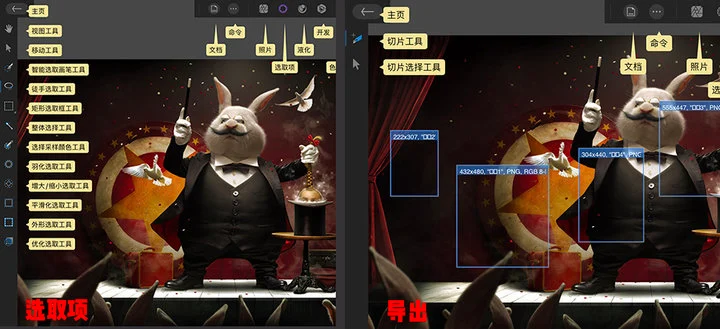 主页
视图工具
移动工具
智能选取画笔工具
徒手选取工具
矩形选取框工具
整体选择工具
选择采样颜色工具
羽化选取工具
增大/缩小选取工具
平滑化选取工具
外形选取工具
优化选取工具
文档
命令
照片
选取项
液化
开发
色
选取项
主页
切片工具
切片选择工具
文档
命令
照片
选
222x307, "□□2"
432x480, "□□1", PNG, RGB 8-
304x440, "□□4", PNG
555x447, "□□3", PNG
导出